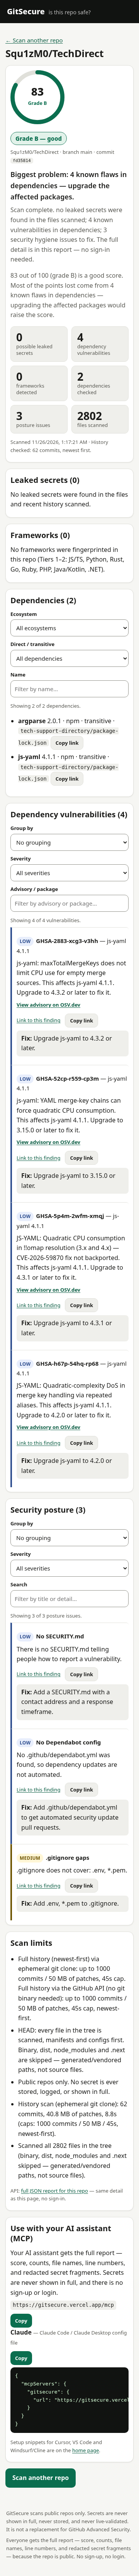 GitSecure is this repo safe?
← Scan another repo
Squ1zM0/TechDirect
83
Grade B
Grade B — good
Squ1zM0/TechDirect · branch main · commit
Biggest problem: 4 known flaws in
dependencies — upgrade the
affected packages.
Scan complete. no leaked secrets were
found in the files scanned; 4 known
vulnerabilities in dependencies; 3
security posture issues to fix. The full
list is in this report — no sign-in
needed.
83 out of 100 (grade B) is a good score.
Most of the points lost come from 4
known flaws in dependencies —
upgrading the affected packages would
raise the score.
0
possible leaked
secrets
4
dependency
vulnerabilities
0
frameworks
detected
2
dependencies
checked
3
posture issues
2802
files scanned
Scanned 11/26/2026, 1:17:21 AM · History
checked: 62 commits, newest first.
Leaked secrets (0)
No leaked secrets were found in the files
and recent history scanned.
Frameworks (0)
No frameworks were fingerprinted in
this repo (Tiers 1–2: JS/TS, Python, Rust,
Go, Ruby, PHP, Java/Kotlin, .NET).
Dependencies (2)
Ecosystem
All ecosystems
Direct / transitive
All dependencies
Name
Filter by name...
Showing 2 of 2 dependencies.
• argparse 2.0.1 · npm · transitive ·
tech-support-directory/package-
lock.json Copy link
• js-yaml 4.1.1 · npm · transitive ·
tech-support-directory/package-
lock.json Copy link
Dependency vulnerabilities (4)
Group by
No grouping
Severity
All severities
Advisory / package
Filter by advisory or package...
Showing 4 of 4 vulnerabilities.
LOW GHSA-2883-xcg3-v3hh — js-yaml
4.1.1
js-yaml: maxTotalMergeKeys does not
limit CPU use for empty merge
sources. This affects js-yaml 4.1.1.
Upgrade to 4.3.2 or later to fix it.
View advisory on OSV.dev
Link to this finding Copy link
Fix: Upgrade js-yaml to 4.3.2 or
later.
LOW GHSA-52cp-r559-cp3m — js-yaml
4.1.1
js-yaml: YAML merge-key chains can
force quadratic CPU consumption.
This affects js-yaml 4.1.1. Upgrade to
3.15.0 or later to fix it.
View advisory on OSV.dev
Link to this finding Copy link
Fix: Upgrade js-yaml to 3.15.0 or
later.
LOW GHSA-5p4m-2wfm-xmqj — js-
yaml 4.1.1
JS-YAML: Quadratic CPU consumption
in !!omap resolution (3.x and 4.x) —
CVE-2026-59870 fix not backported.
This affects js-yaml 4.1.1. Upgrade to
4.3.1 or later to fix it.
View advisory on OSV.dev
Link to this finding Copy link
Fix: Upgrade js-yaml to 4.3.1 or
later.
LOW GHSA-h67p-54hq-rp68 — js-yaml
4.1.1
JS-YAML: Quadratic-complexity DoS in
merge key handling via repeated
aliases. This affects js-yaml 4.1.1.
Upgrade to 4.2.0 or later to fix it.
View advisory on OSV.dev
Link to this finding Copy link
Fix: Upgrade js-yaml to 4.2.0 or
later.
Security posture (3)
Group by
No grouping
Severity
All severities
Search
Filter by title or detail...
Showing 3 of 3 posture issues.
LOW No SECURITY.md
There is no SECURITY.md telling
people how to report a vulnerability.
Link to this finding Copy link
Fix: Add a SECURITY.md with a
contact address and a response
timeframe.
LOW No Dependabot config
No .github/dependabot.yml was
found, so dependency updates are
not automated.
Link to this finding Copy link
Fix: Add .github/dependabot.yml
to get automated security update
pull requests.
MEDIUM .gitignore gaps
.gitignore does not cover: .env, *.pem.
Link to this finding Copy link
Fix: Add .env, *.pem to .gitignore.
Scan limits
• Full history (newest-first) via
ephemeral git clone: up to 1000
commits / 50 MB of patches, 45s cap.
Full history via the GitHub API (no git
binary needed): up to 1000 commits /
50 MB of patches, 45s cap, newest-
first.
• HEAD: every file in the tree is
scanned, manifests and configs first.
Binary, dist, node_modules and .next
are skipped — generated/vendored
paths, not source files.
• Public repos only. No secret is ever
stored, logged, or shown in full.
• History scan (ephemeral git clone): 62
commits, 40.8 MB of patches, 8.8s
(caps: 1000 commits / 50 MB / 45s,
newest-first).
• Scanned all 2802 files in the tree
(binary, dist, node_modules and .next
skipped — generated/vendored
paths, not source files).
API: full JSON report for this repo — same detail
as this page, no sign-in.
Use with your AI assistant
(MCP)
Your AI assistant gets the full report —
score, counts, file names, line numbers,
and redacted secret fragments. Secrets
are never shown in full, and there is no
sign-up or login.
https://gitsecure.vercel.app/mcp
Copy
Claude — Claude Code / Claude Desktop config
file
Copy
{
"mcpServers": {
"gitsecure": {
"url": "https://gitsecure.vercel
}
}
}
Setup snippets for Cursor, VS Code and
Windsurf/Cline are on the home page.
Scan another repo
GitSecure scans public repos only. Secrets are never
shown in full, never stored, and never live-validated.
It is not a replacement for GitHub Advanced Security.
Everyone gets the full report — score, counts, file
names, line numbers, and redacted secret fragments
— because the repo is public. No sign-up, no login.